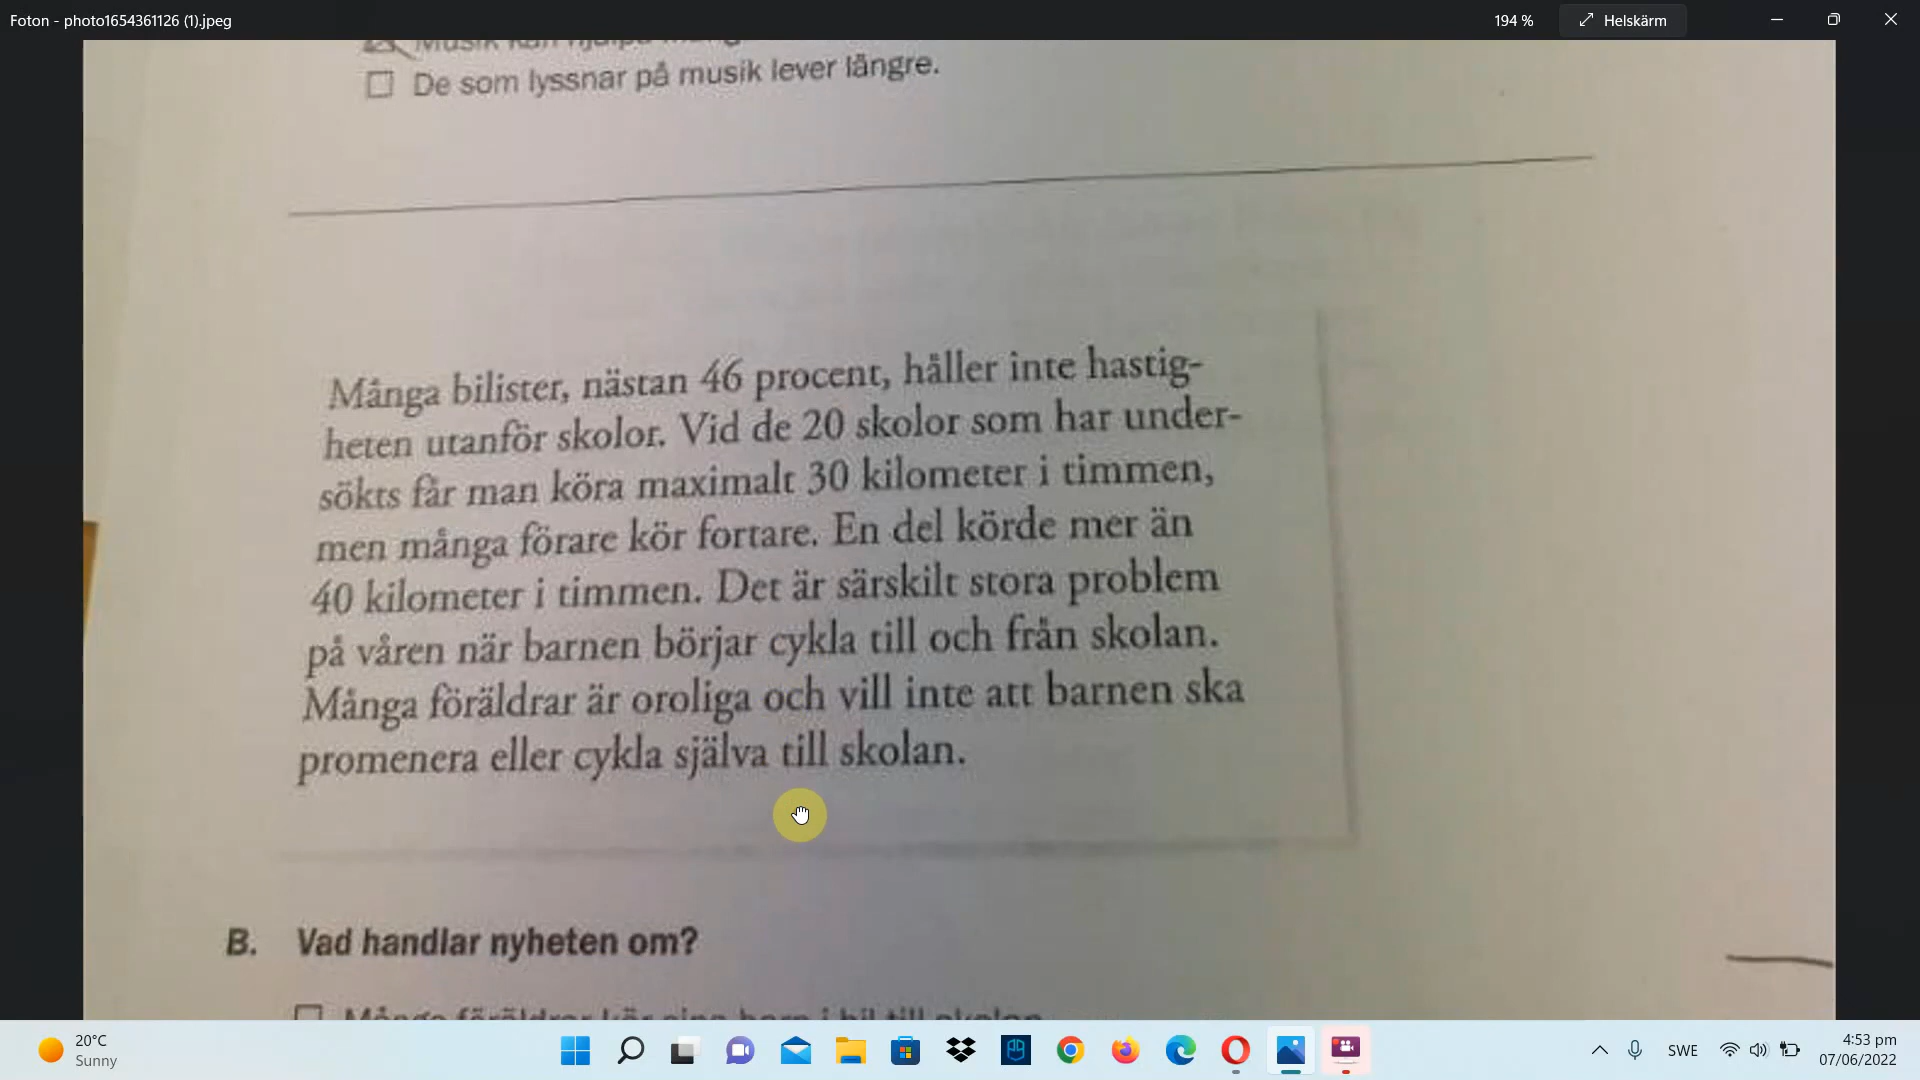 Foton - photo1654361126 (1).jpeg
194 %
Helskärm
De som lyssnar på musik lever längre.
Många bilister, nästan 46 procent, håller inte hastig-
heten utanför skolor. Vid de 20 skolor som har under-
sökts får man köra maximalt 30 kilometer i timmen,
men många förare kör fortare. En del körde mer än
40 kilometer i timmen. Det är särskilt stora problem
på våren när barnen börjar cykla till och från skolan.
Många föräldrar är oroliga och vill inte att barnen ska
promenera eller cykla själva till skolan.
B. Vad handlar nyheten om?
20°C
Sunny
SWE
4:53 pm
07/06/2022